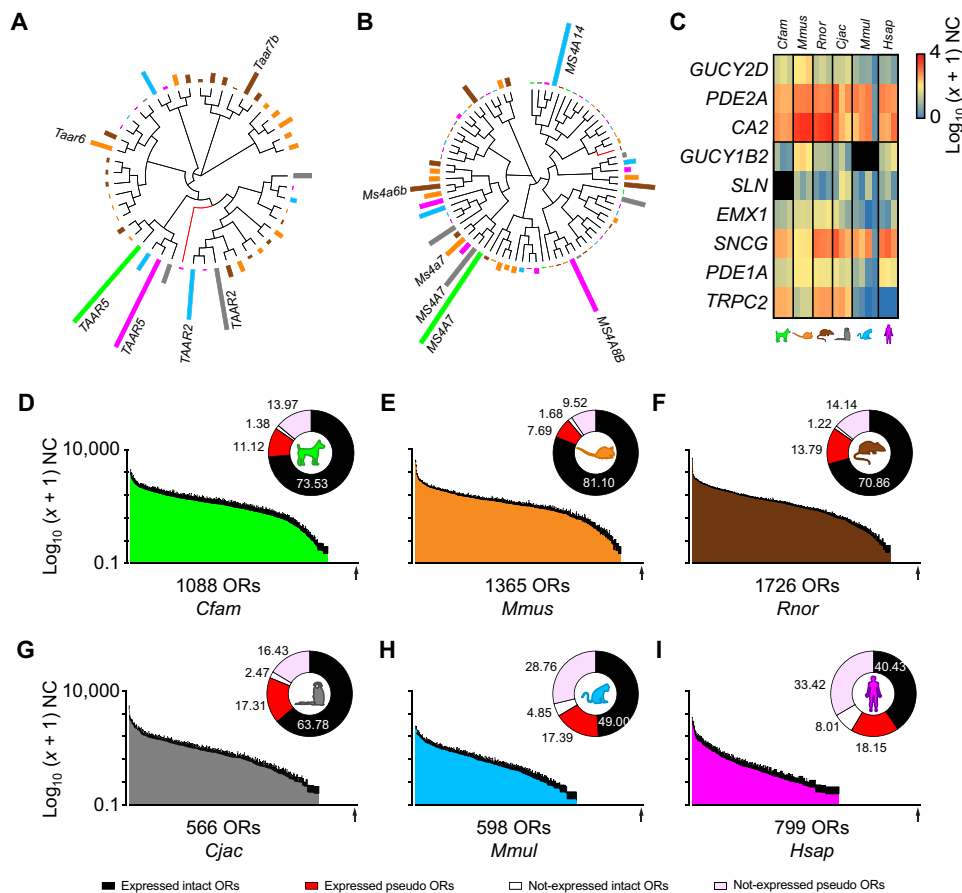 A
Taar7b
Taar6
TAAR5
TAAR5
TAAR2
TAAR2
B
MS4A14
Ms4a6b
Ms4a7
MS4A7
MS4A7
MS4A8B
C
Cfam Mmus Rnor Cjac Mmul Hsap
GUCY2D
PDE2A
CA2
GUCY1B2
SLN
EMX1
SNCG
PDE1A
TRPC2
4
0
Log10 (x + 1) NC
D
13.97
1.38
11.12
73.53
10,000
Log10 (x + 1) NC
0.1
1088 ORs
Cfam
E
9.52
1.68
7.69
81.10
1365 ORs
Mmus
F
14.14
1.22
13.79
70.86
1726 ORs
Rnor
G
16.43
2.47
17.31
63.78
10,000
Log10 (x + 1) NC
0.1
566 ORs
Cjac
H
28.76
4.85
17.39
49.00
598 ORs
Mmul
I
40.43
33.42
8.01
18.15
799 ORs
Hsap
Expressed intact ORs Expressed pseudo ORs Not-expressed intact ORs Not-expressed pseudo ORs